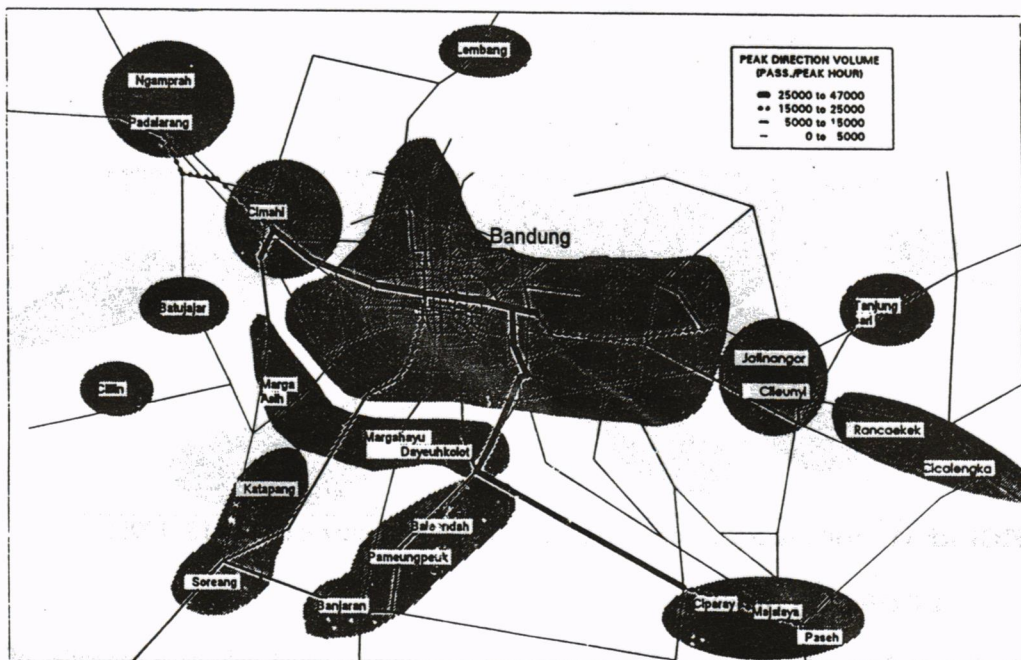 Lembang
PEAK DIRECTION VOLUME
(PASS./PEAK HOUR)
25000 to 47000
15000 to 25000
5000 to 15000
0 to 5000
Ngamprah
Padalarang
Cimahi
Bandung
Batujajar
Tanjung
sari
Jatinangor
Cileunyi
Cililin
Marga
Asih
Margahayu
Dayeuhkolot
Rancaekek
Cicalengka
Katapang
Baleendah
Pameungpeuk
Soreang
Banjaran
Ciparay
Majalaya
Paseh